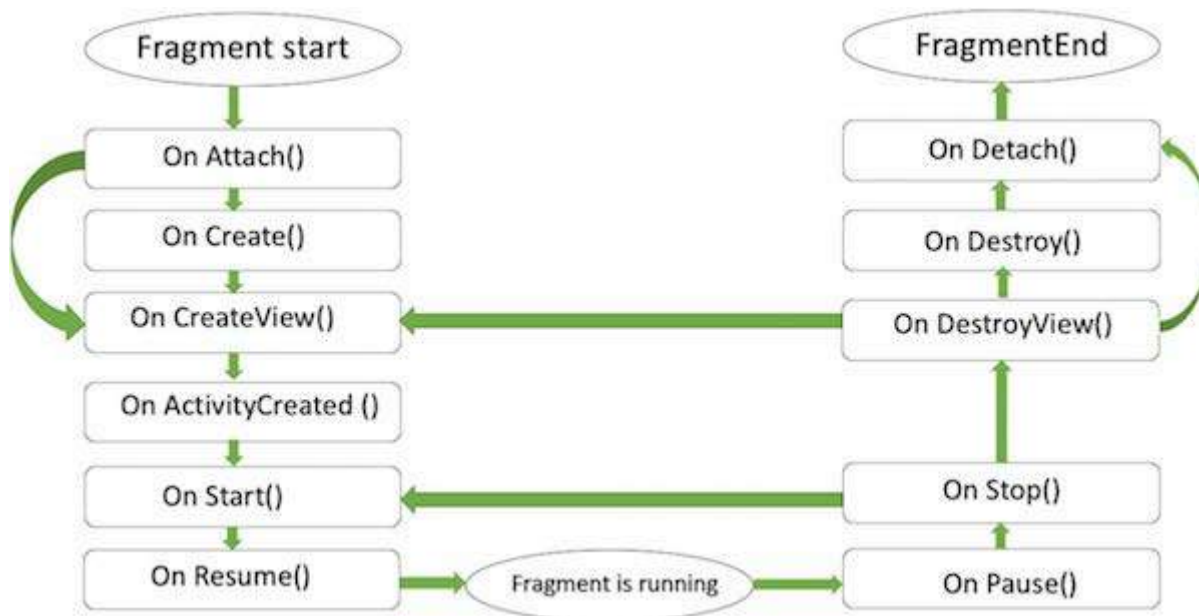 Fragment start
On Attach()
On Create()
On CreateView()
On ActivityCreated ()
On Start()
On Resume()
Fragment is running
On Pause()
On Stop()
On DestroyView()
On Destroy()
On Detach()
FragmentEnd